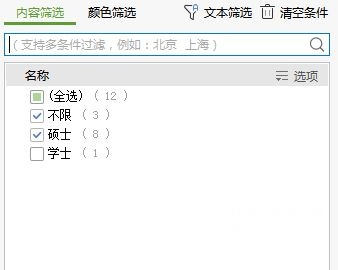 内容筛选 颜色筛选 文本筛选 清空条件
(支持多条件过滤，例如：北京 上海)
名称 选项
(全选) ( 12 )
不限 ( 3 )
硕士 ( 8 )
学士 ( 1 )